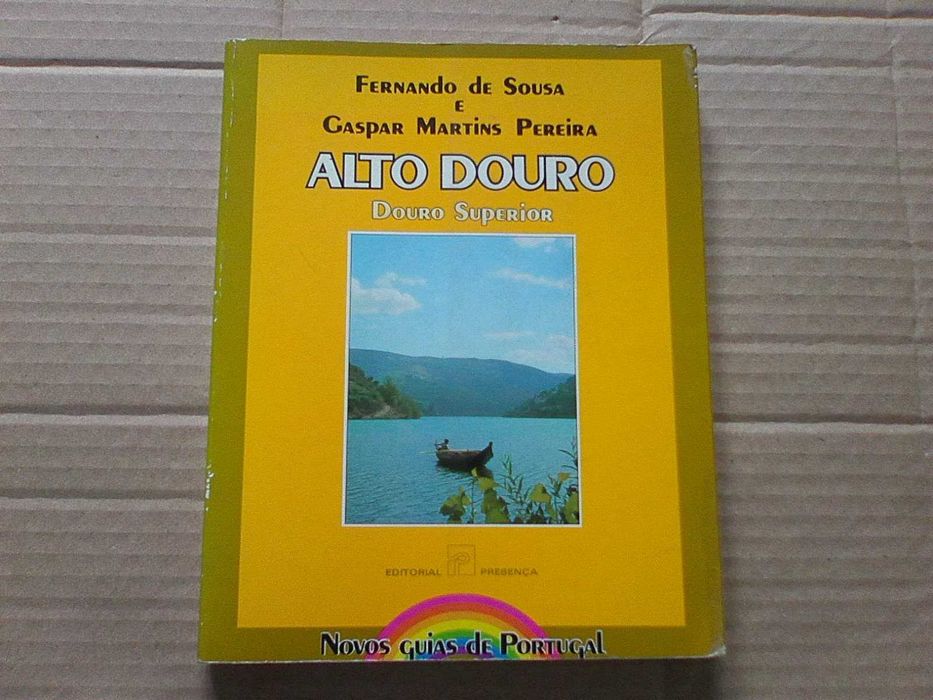 Fernando de Sousa
e
Gaspar Martins Pereira
ALTO DOURO
Douro Superior
EDITORIAL PRESENÇA
Novos guias de Portugal